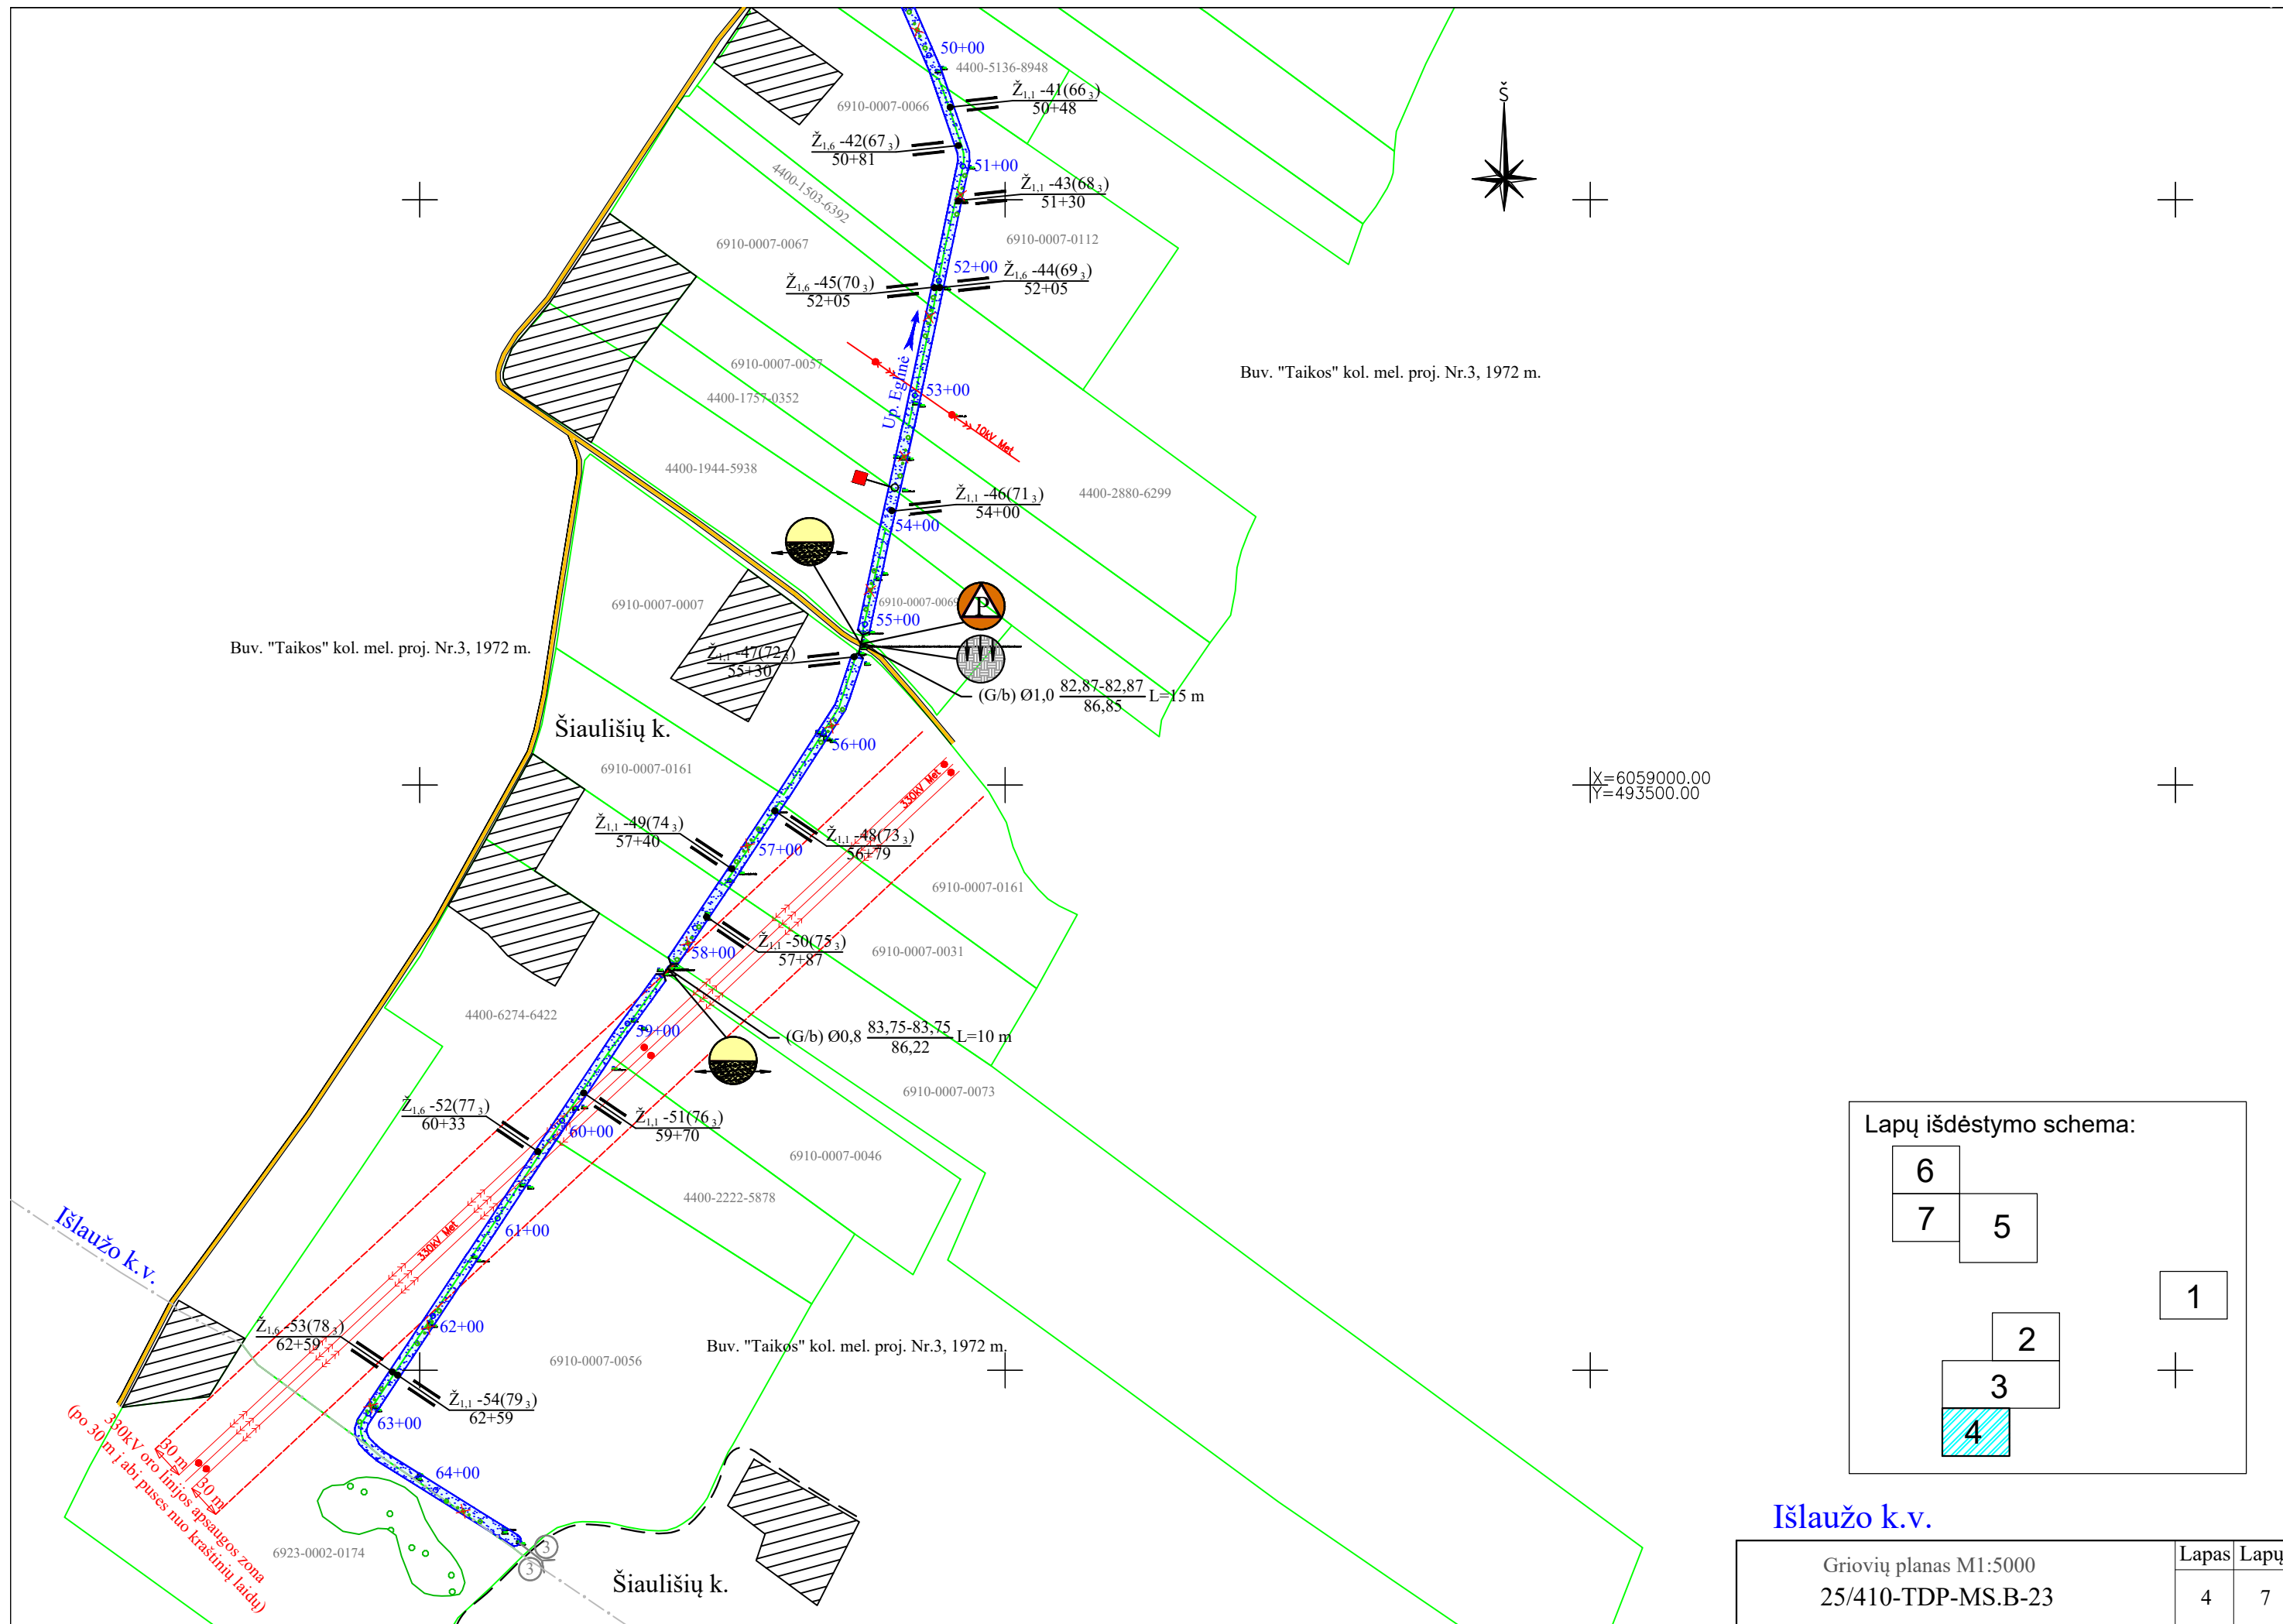 50+00
4400-5136-8948
Ž1,1 -41(66 3)
50+48
6910-0007-0066
Š
Ž1,6 -42(67 3)
50+81
51+00
4400-1503-6392
Ž1,1 -43(68 3)
51+30
6910-0007-0067
6910-0007-0112
52+00
Ž1,6 -44(69 3)
52+05
Ž1,6 -45(70 3)
52+05
Up. Eglinė
6910-0007-0057
Buv. "Taikos" kol. mel. proj. Nr.3, 1972 m.
53+00
4400-1757-0352
10kV Met
4400-1944-5938
Ž1,1 -46(71 3)
54+00
4400-2880-6299
54+00
6910-0007-0007
6910-0007-0069
P
55+00
Buv. "Taikos" kol. mel. proj. Nr.3, 1972 m.
Ž1,1 -47(72 3)
55+30
(G/b) Ø1,0 82,87-82,87 L=15 m
86,85
Šiaulišių k.
56+00
6910-0007-0161
330kV Met
X=6059000.00
Y=493500.00
Ž1,1 -49(74 3)
57+40
Ž1,1 -48(73 3)
56+79
57+00
6910-0007-0161
Ž1,1 -50(75 3)
57+87
58+00
6910-0007-0031
4400-6274-6422
59+00
(G/b) Ø0,8 83,75-83,75 L=10 m
86,22
6910-0007-0073
Ž1,6 -52(77 3)
60+33
Ž1,1 -51(76 3)
59+70
60+00
6910-0007-0046
4400-2222-5878
Lapų išdėstymo schema:
6
7
5
1
2
3
4
Išlaužo k.v.
330kV Met
61+00
Ž1,6 -53(78 3)
62+59
62+00
6910-0007-0056
Buv. "Taikos" kol. mel. proj. Nr.3, 1972 m.
Ž1,1 -54(79 3)
62+59
63+00
30 m
30 m
330kV oro linijos apsaugos zona
(po 30 m į abi puses nuo kraštinių laidų)
64+00
6923-0002-0174
3
3
Šiaulišių k.
Išlaužo k.v.
Griovių planas M1:5000
25/410-TDP-MS.B-23
Lapas Lapų
4 7